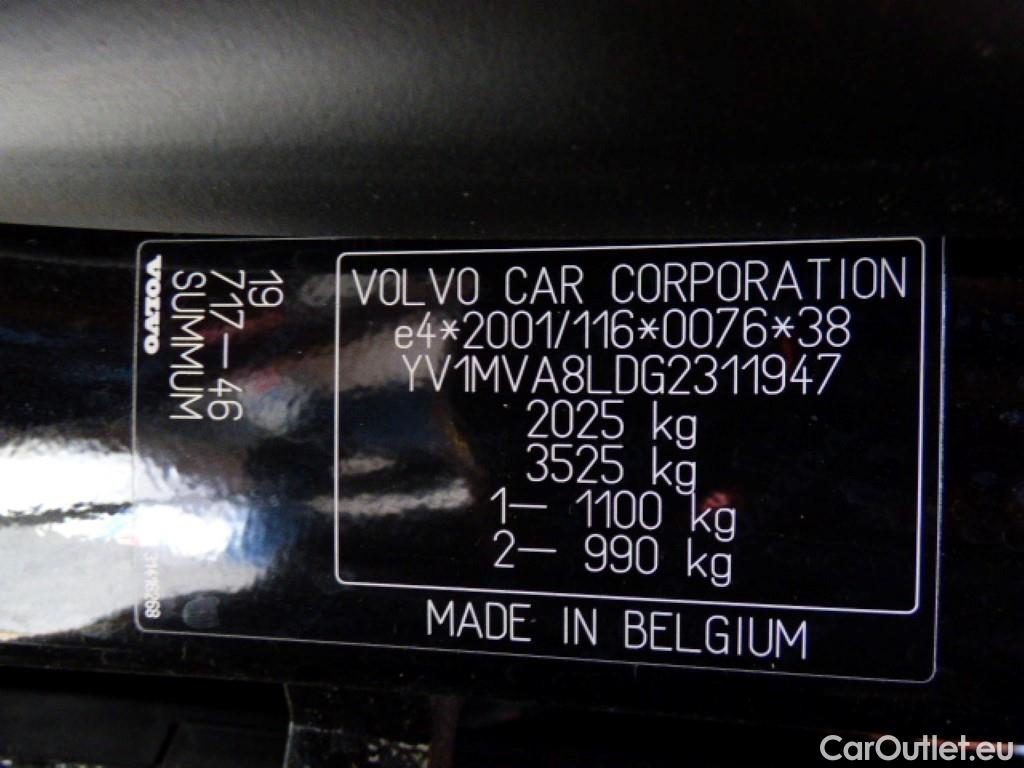 VOLVO
19
717-46
SUMMUM
VOLVO CAR CORPORATION
e4*2001/116*0076*38
YV1MVA8LDG2311947
2025 kg
3525 kg
1- 1100 kg
2- 990 kg
MADE IN BELGIUM
CarOutlet.eu